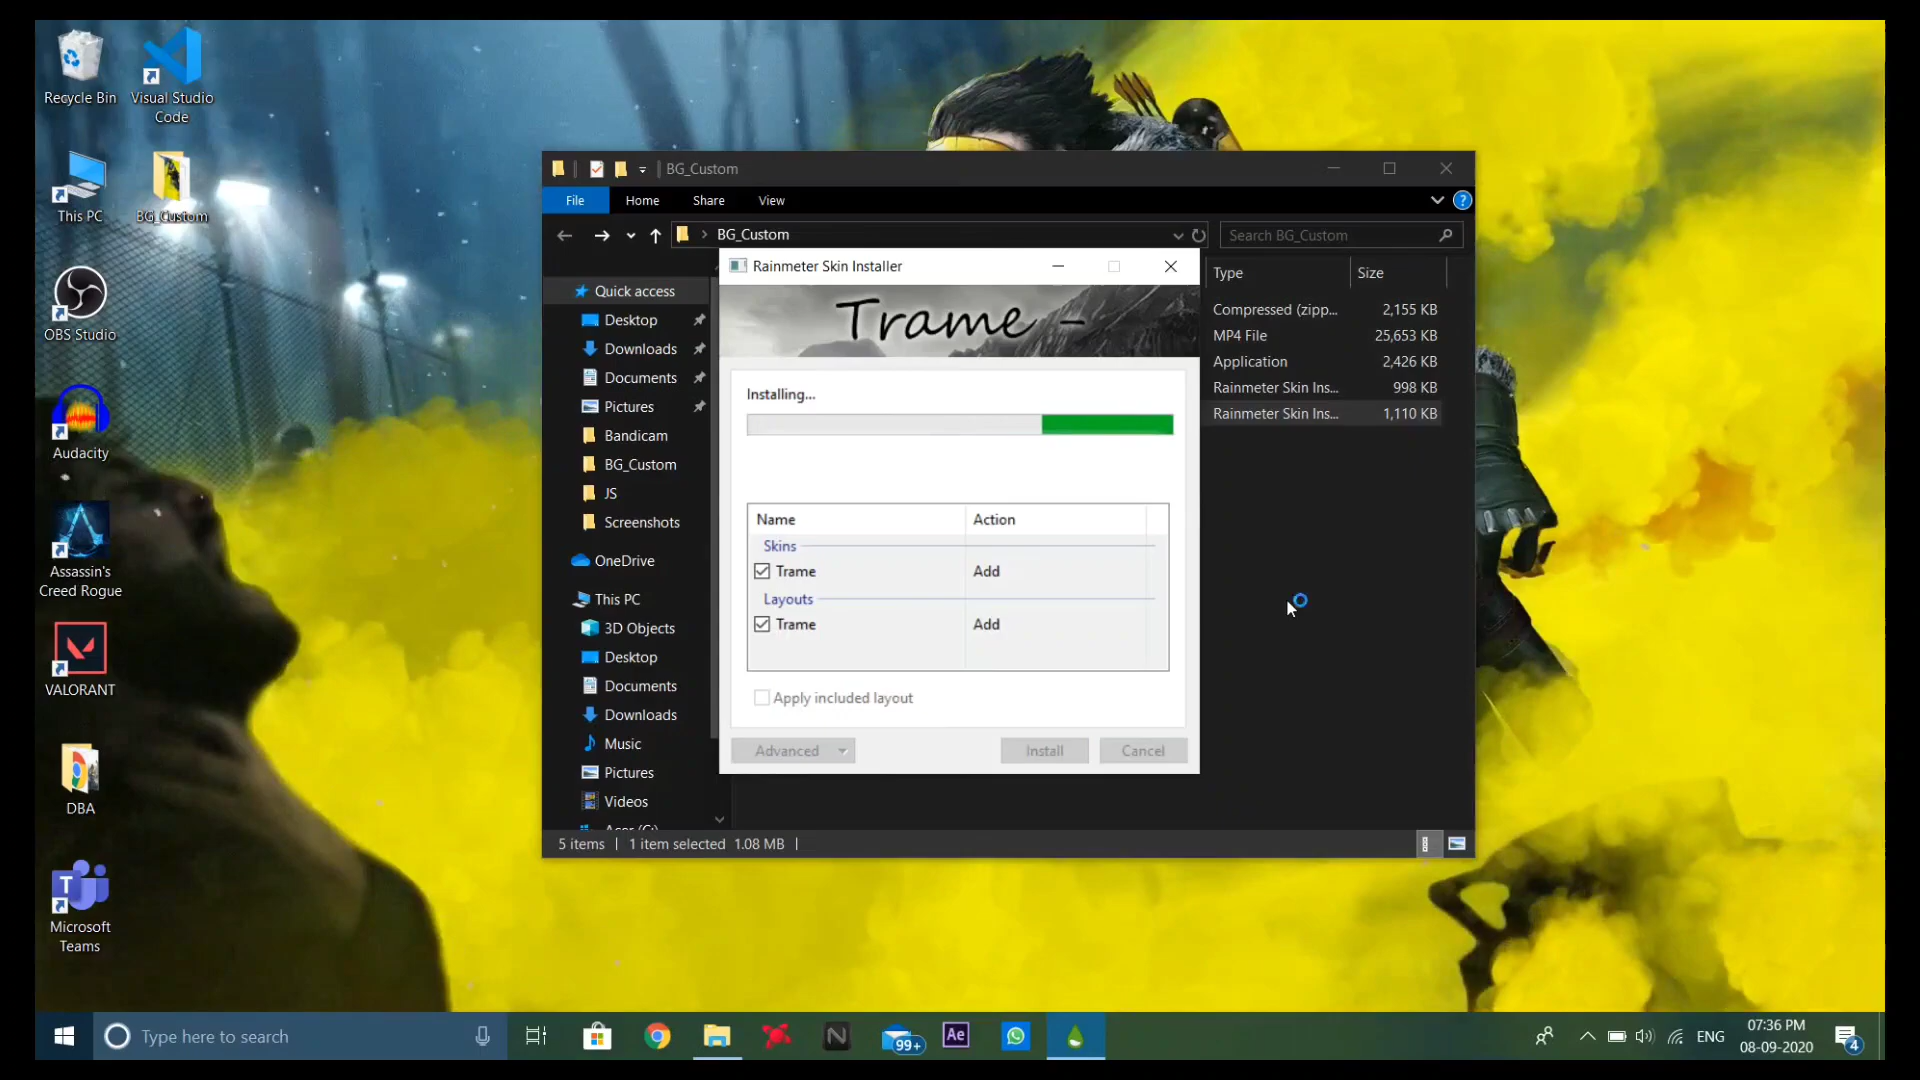 Recycle Bin
Visual Studio
Code
This PC
BG_Custom
OBS Studio
Audacity
Assassin's
Creed Rogue
VALORANT
DBA
Microsoft
Teams
BG_Custom
File
Home
Share
View
BG_Custom
Search BG_Custom
Quick access
Desktop
Downloads
Documents
Pictures
Bandicam
BG_Custom
JS
Screenshots
OneDrive
This PC
3D Objects
Desktop
Documents
Downloads
Music
Pictures
Videos
Acer (C:)
Rainmeter Skin Installer
Trame -
Installing...
Name Action
Skins
Trame Add
Layouts
Trame Add
Apply included layout
Advanced
Install
Cancel
Type Size
Compressed (zipp... 2,155 KB
MP4 File 25,653 KB
Application 2,426 KB
Rainmeter Skin Ins... 998 KB
Rainmeter Skin Ins... 1,110 KB
5 items
1 item selected 1.08 MB
Type here to search
99+
Ae
ENG
07:36 PM
08-09-2020
4